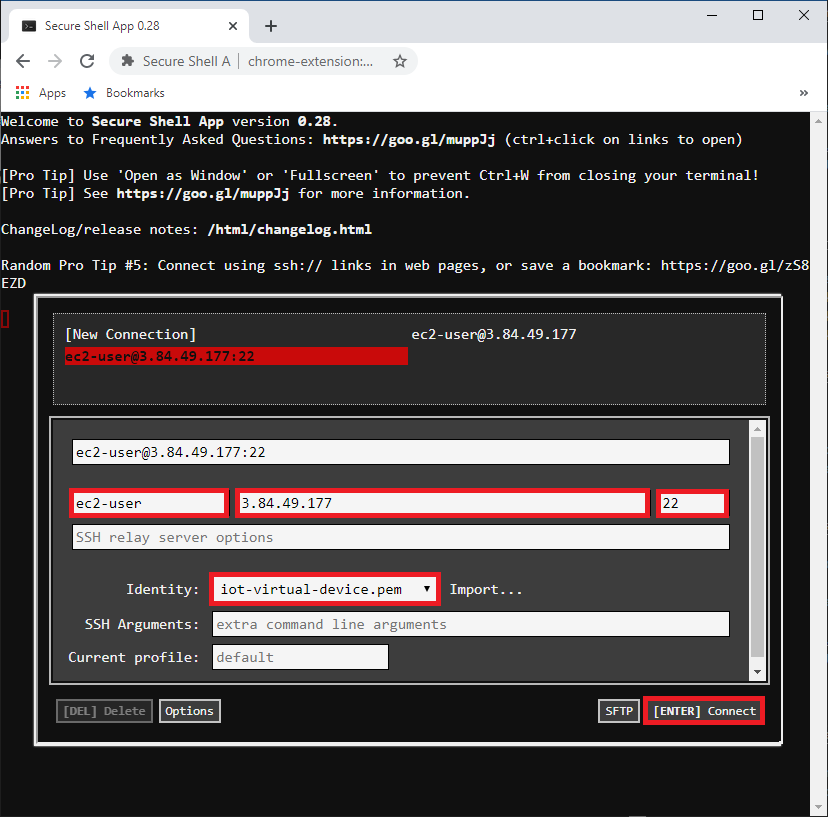 Secure Shell App 0.28
Secure Shell A | chrome-extension:...
Apps Bookmarks »
Welcome to Secure Shell App version 0.28.
Answers to Frequently Asked Questions: https://goo.gl/muppJj (ctrl+click on links to open)
[Pro Tip] Use 'Open as Window' or 'Fullscreen' to prevent Ctrl+W from closing your terminal!
[Pro Tip] See https://goo.gl/muppJj for more information.
ChangeLog/release notes: /html/changelog.html
Random Pro Tip #5: Connect using ssh:// links in web pages, or save a bookmark: https://goo.gl/zS8
EZD
[New Connection] ec2-user@3.84.49.177
ec2-user@3.84.49.177:22
ec2-user@3.84.49.177:22
ec2-user 3.84.49.177 22
SSH relay server options
Identity: iot-virtual-device.pem Import...
SSH Arguments: extra command line arguments
Current profile: default
[DEL] Delete Options SFTP [ENTER] Connect